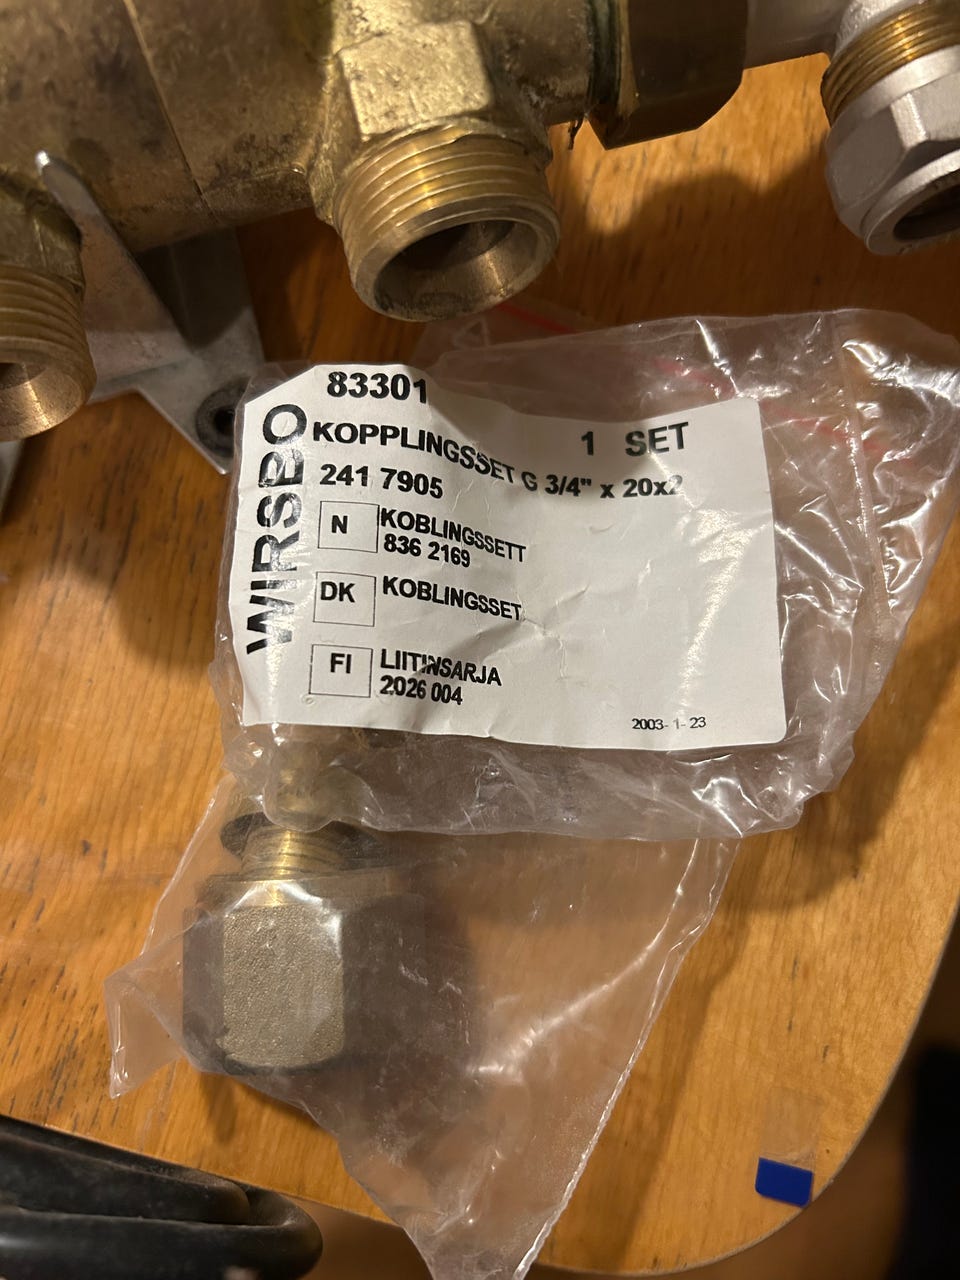 83301
WIRSBO
KOPPLINGSSET G 3/4" x 20x2
1 SET
241 7905
N KOBLINGSSETT
836 2169
DK KOBLINGSSET
FI LIITINSARJA
2026 004
2003- 1- 23